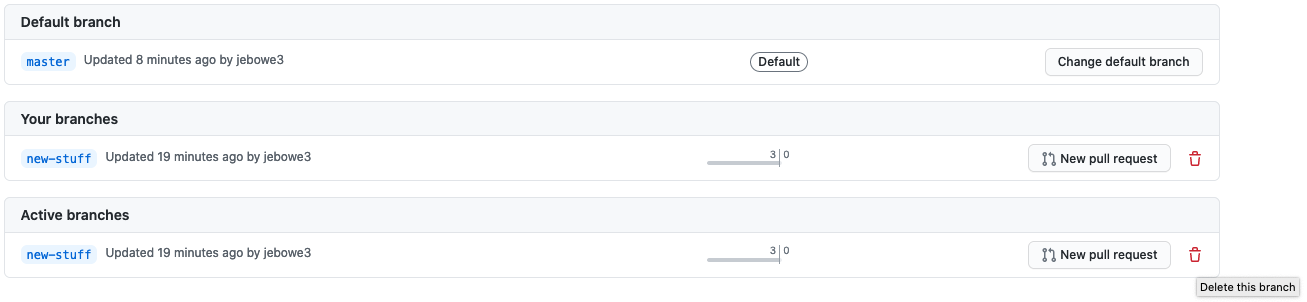 Default branch
master Updated 8 minutes ago by jebowe3 Default Change default branch
Your branches
new-stuff Updated 19 minutes ago by jebowe3 3 0 New pull request
Active branches
new-stuff Updated 19 minutes ago by jebowe3 3 0 New pull request
Delete this branch